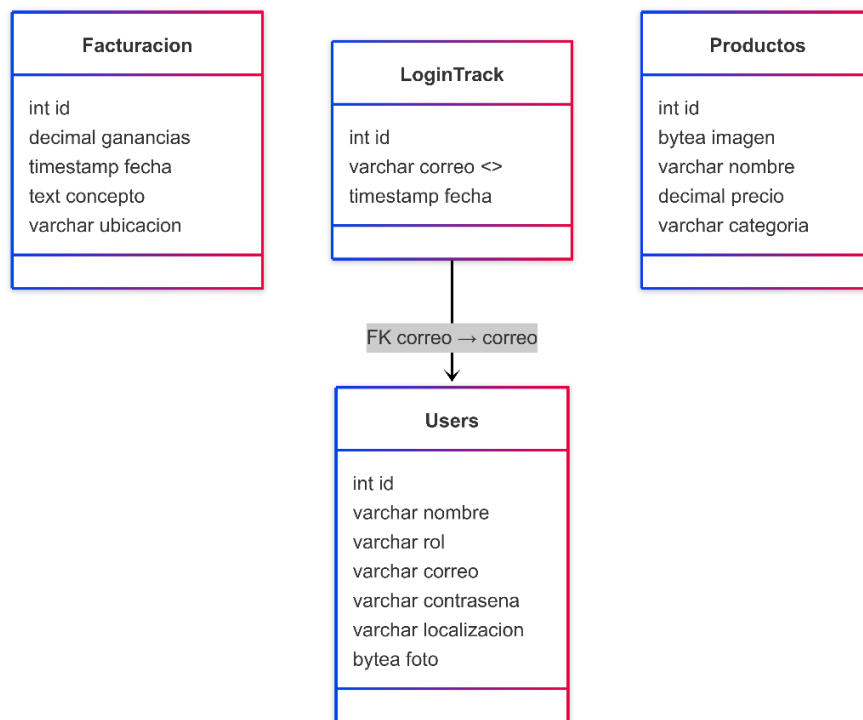 Facturacion
int id
decimal ganancias
timestamp fecha
text concepto
varchar ubicacion
LoginTrack
int id
varchar correo <>
timestamp fecha
Productos
int id
bytea imagen
varchar nombre
decimal precio
varchar categoria
FK correo → correo
Users
int id
varchar nombre
varchar rol
varchar correo
varchar contrasena
varchar localizacion
bytea foto